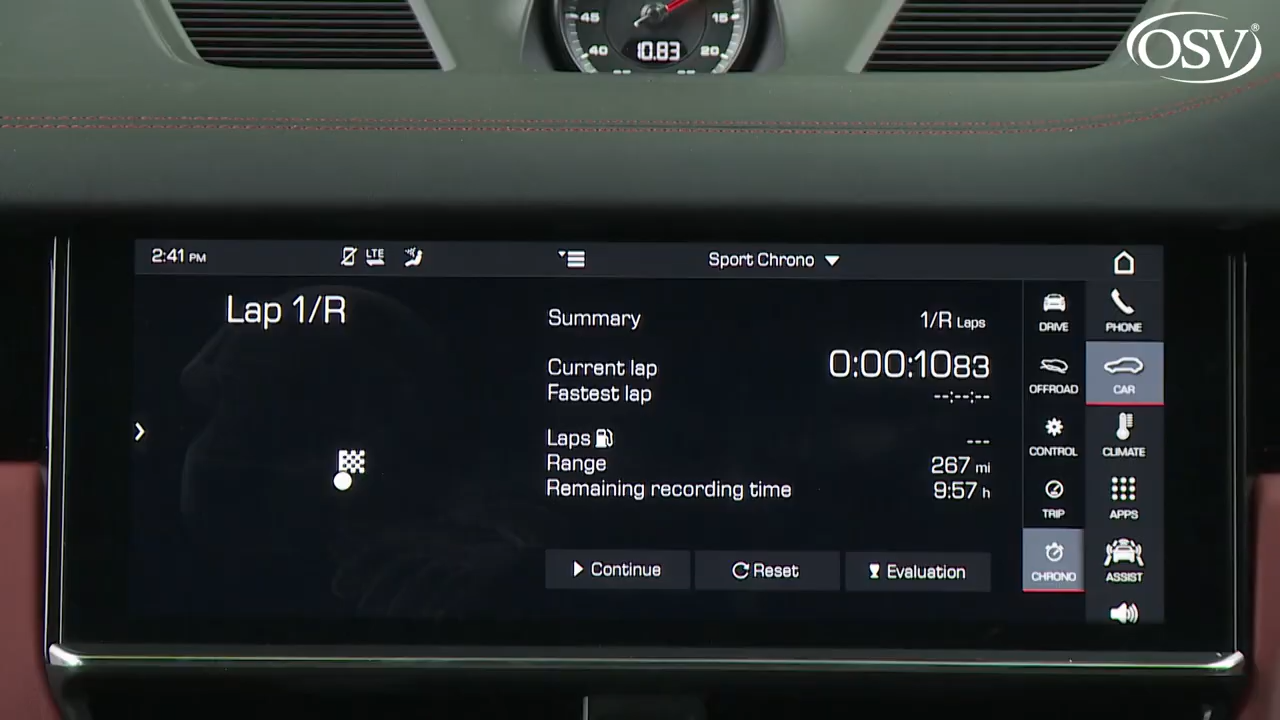 OSV®
45
15
40
20
10.83
2:41 PM
LTE
Sport Chrono
Lap 1/R
Summary
1/R Laps
Current lap
0:00:1083
Fastest lap
--:--:--
Laps
---
Range
267 mi
Remaining recording time
9:57 h
Continue
Reset
Evaluation
DRIVE
PHONE
OFFROAD
CAR
CONTROL
CLIMATE
TRIP
APPS
CHRONO
ASSIST